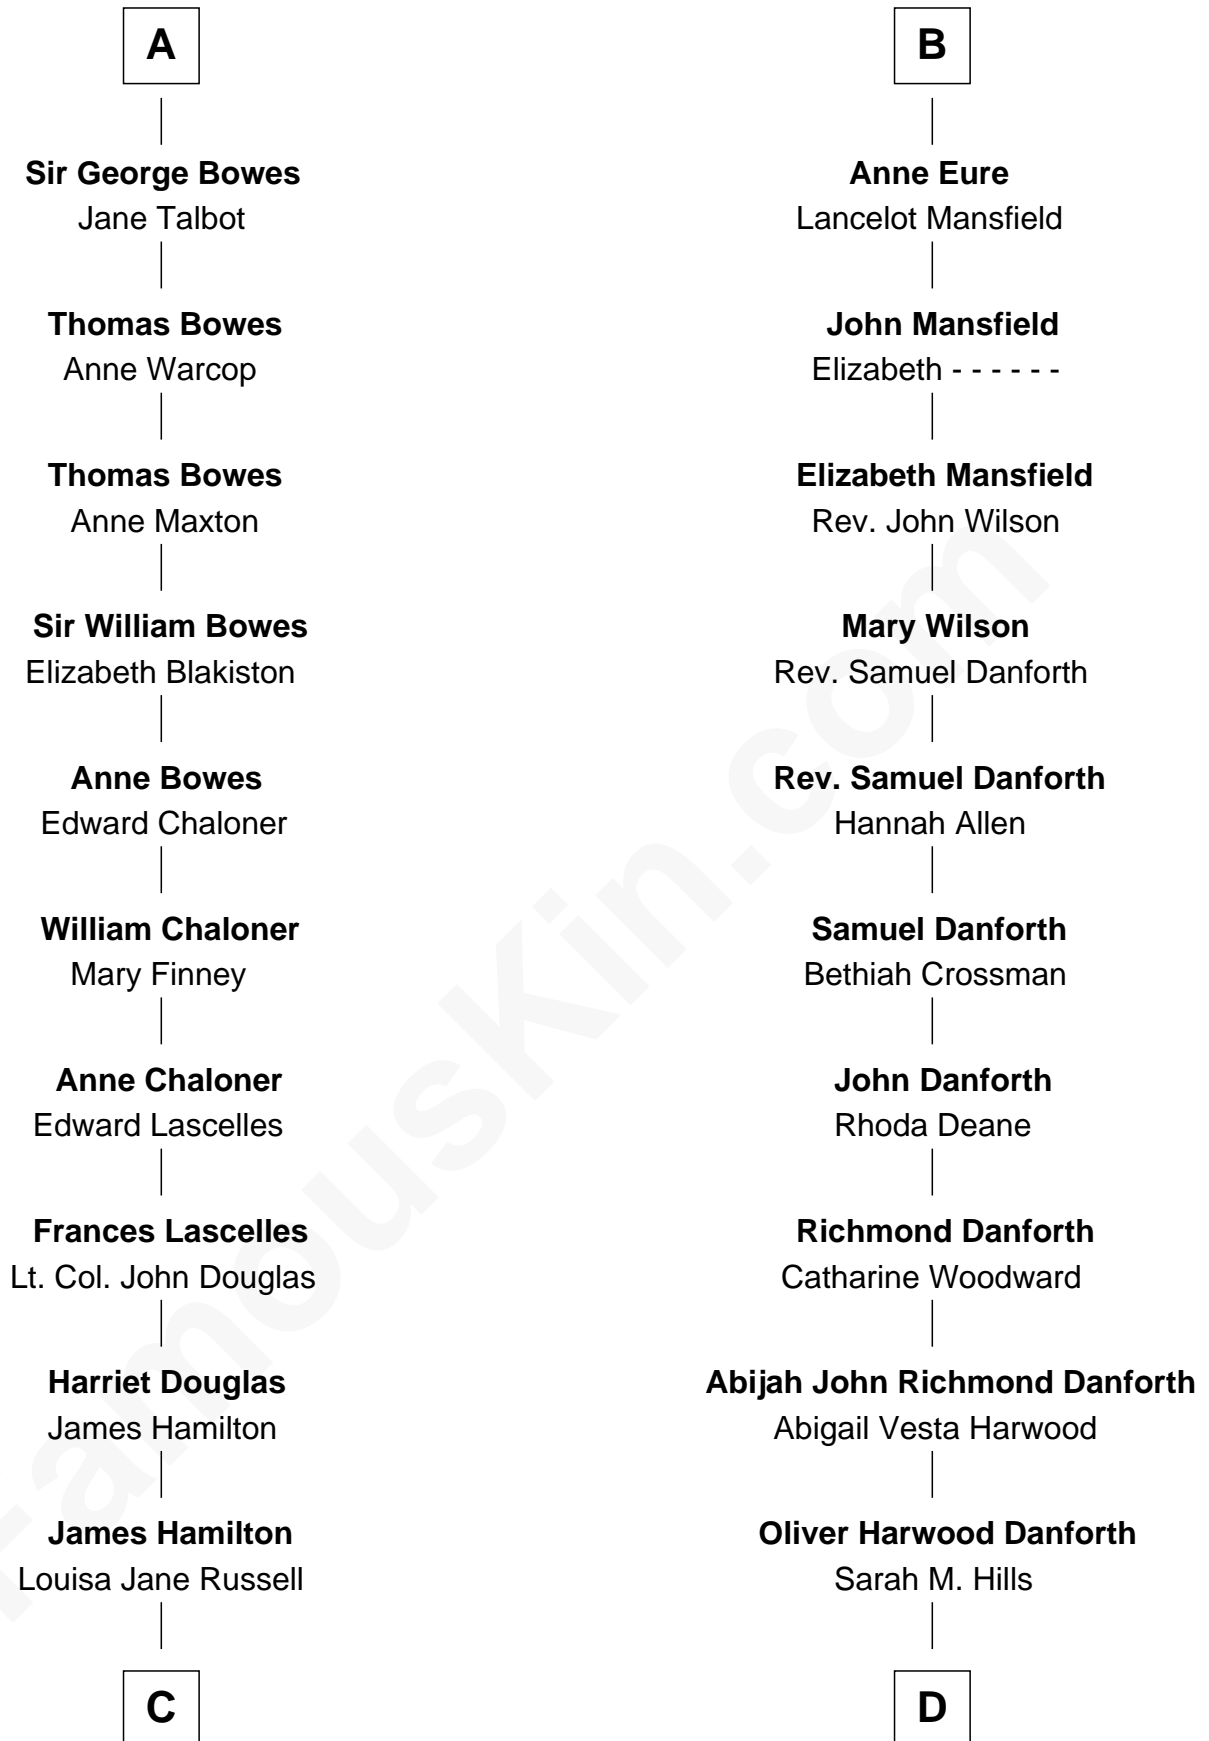 A
Sir George Bowes
Jane Talbot
Thomas Bowes
Anne Warcop
Thomas Bowes
Anne Maxton
Sir William Bowes
Elizabeth Blakiston
Anne Bowes
Edward Chaloner
William Chaloner
Mary Finney
Anne Chaloner
Edward Lascelles
Frances Lascelles
Lt. Col. John Douglas
Harriet Douglas
James Hamilton
James Hamilton
Louisa Jane Russell
C
B
Anne Eure
Lancelot Mansfield
John Mansfield
Elizabeth - - - - - -
Elizabeth Mansfield
Rev. John Wilson
Mary Wilson
Rev. Samuel Danforth
Rev. Samuel Danforth
Hannah Allen
Samuel Danforth
Bethiah Crossman
John Danforth
Rhoda Deane
Richmond Danforth
Catharine Woodward
Abijah John Richmond Danforth
Abigail Vesta Harwood
Oliver Harwood Danforth
Sarah M. Hills
D
FamousKin.com